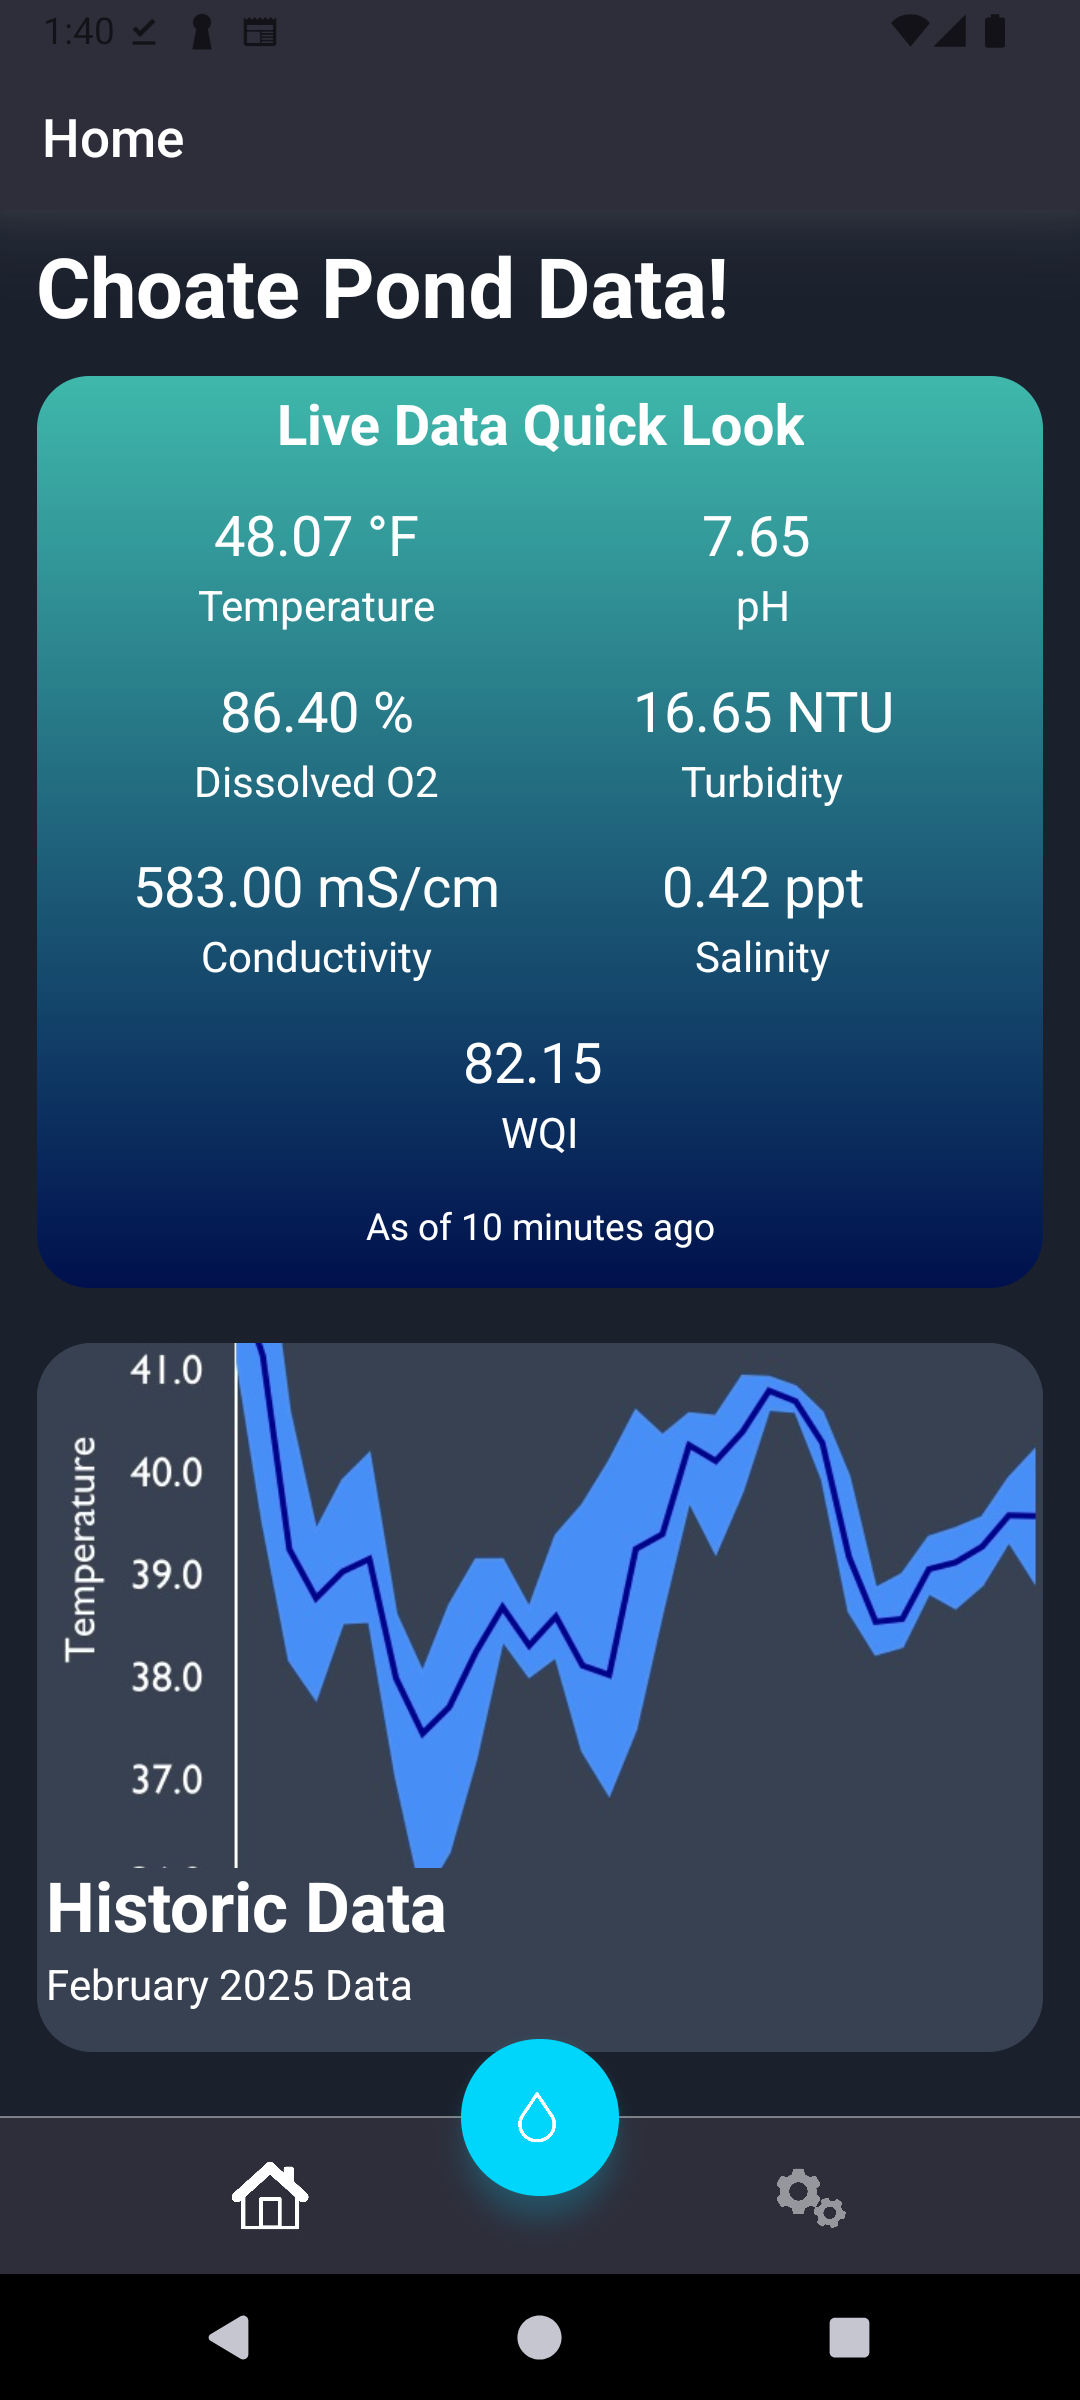 1:40
Home
Choate Pond Data!
Live Data Quick Look
48.07 °F
7.65
Temperature
pH
86.40 %
16.65 NTU
Dissolved O2
Turbidity
583.00 mS/cm
0.42 ppt
Conductivity
Salinity
82.15
WQI
As of 10 minutes ago
41.0
40.0
39.0
38.0
37.0
Temperature
Historic Data
February 2025 Data